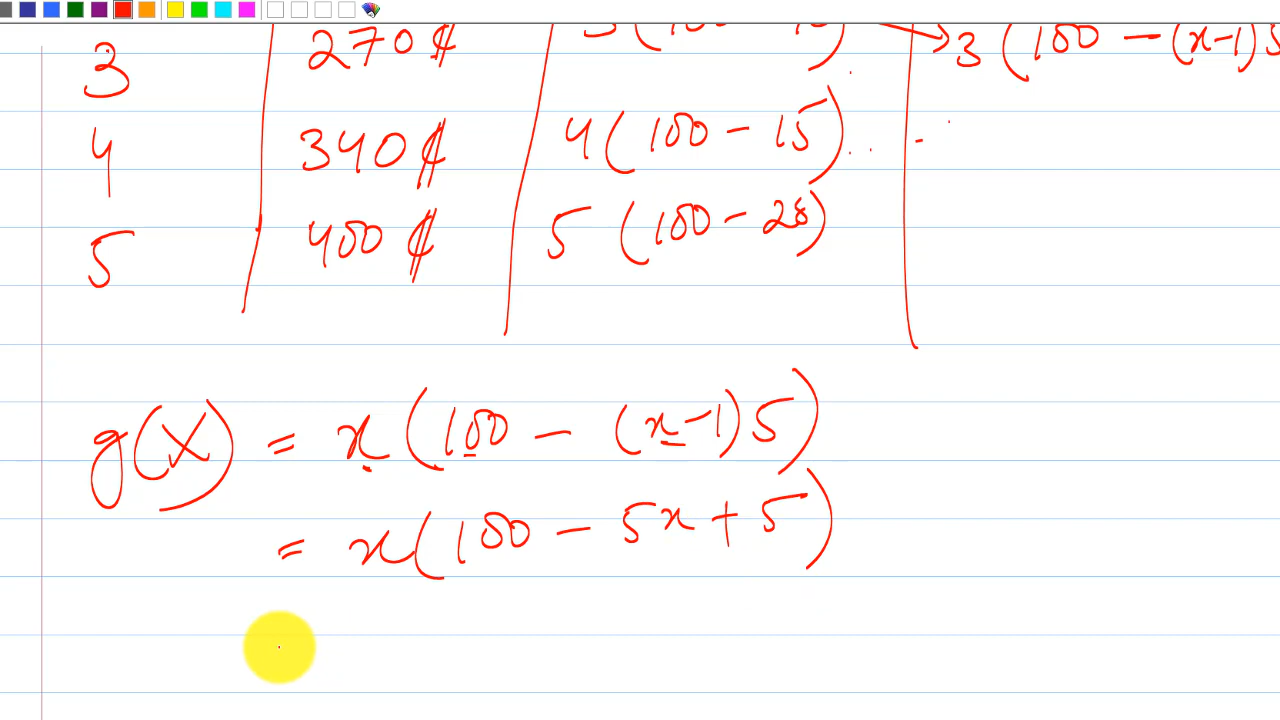 3 270¢ 3(10 → 3(100 - (x-1)5
4 340¢ 4(100 - 15)
5 400¢ 5(100 - 20)
g(x) = x(100 - (x-1)5)
= x(100 - 5x + 5)